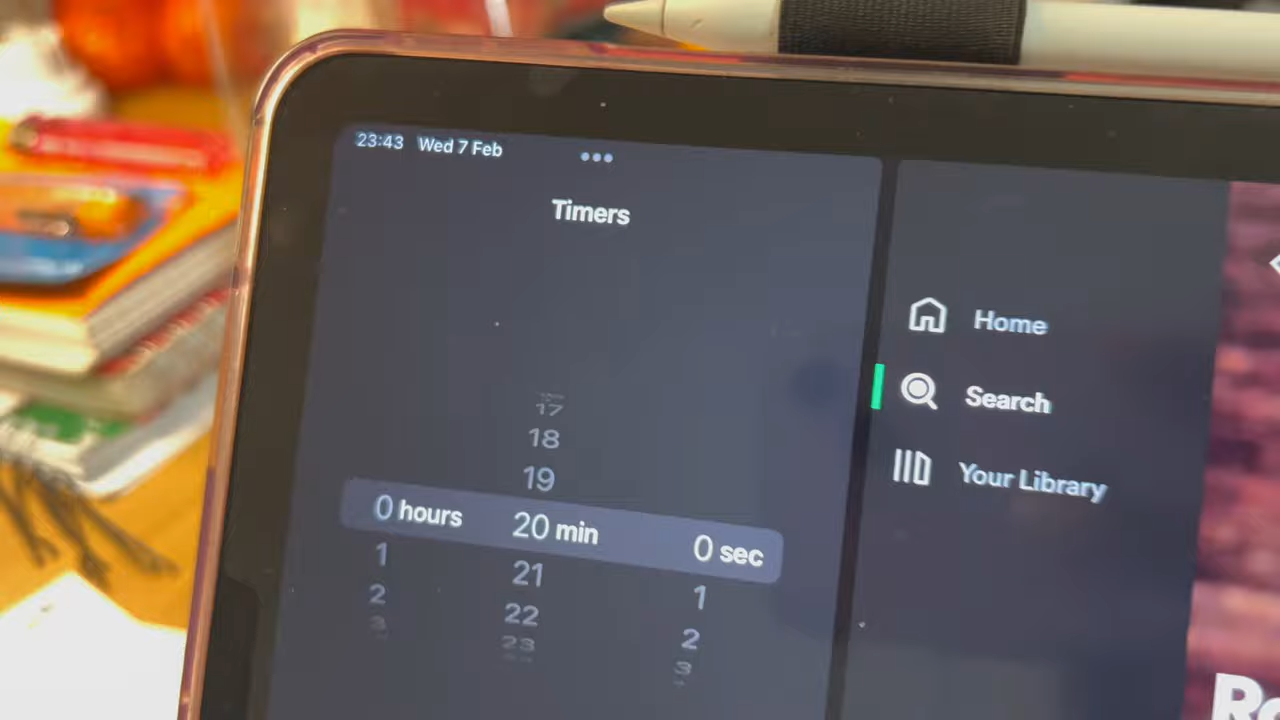 23:43 Wed 7 Feb
Timers
17
18
19
0 hours 20 min 0 sec
1 21 1
2 22 2
3 23 3
Home
Search
Your Library